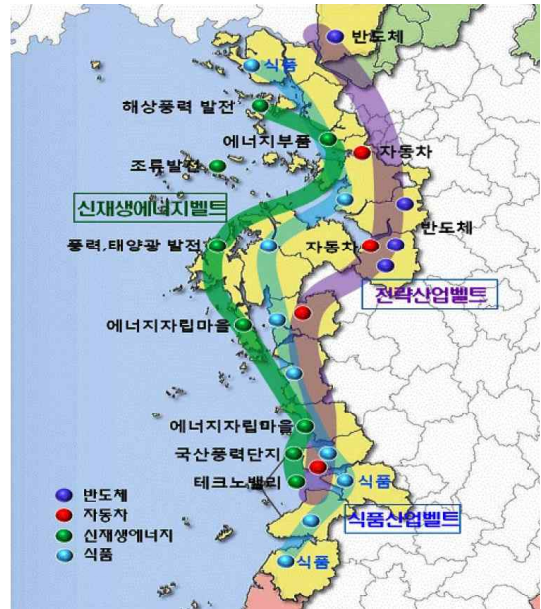 반도체
식품
해상풍력 발전
에너지부품
자동차
조류발전
신재생에너지벨트
반도체
풍력,태양광 발전
자동차
전략산업벨트
에너지자립마을
에너지자립마을
국산풍력단지
테크노밸리
식품
반도체
자동차
식품산업벨트
신재생에너지
식품
식품